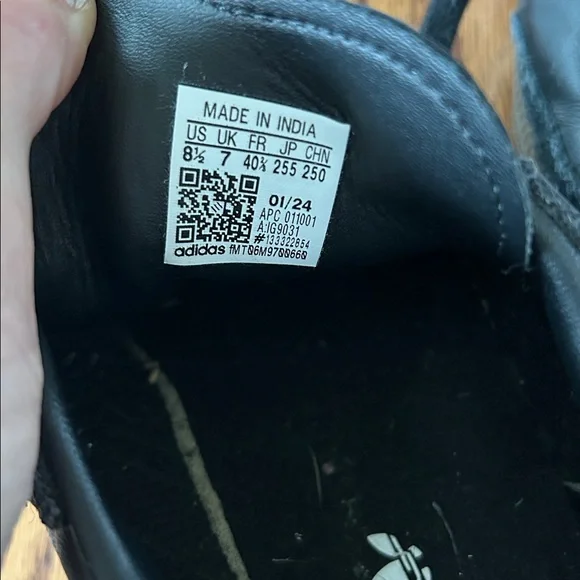 MADE IN INDIA
US UK FR JP CHN
8½ 7 40⅔ 255 250
01/24
APC 011001
A:IG9031
#133322854
adidas fMT06M9700660